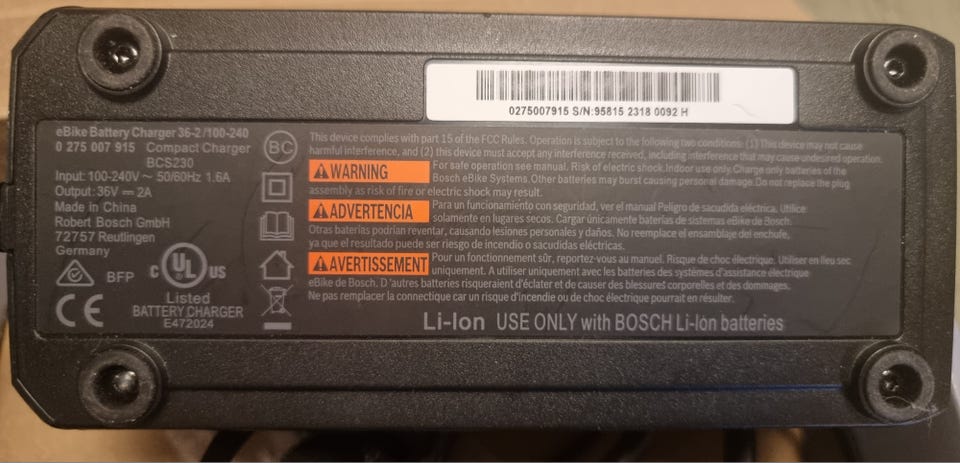 0275007915 S/N:95815 2318 0092 H
eBike Battery Charger 36-2 /100-240
0 275 007 915 Compact Charger
BCS230
Input: 100-240V ~ 50/60Hz 1.6A
Output: 36V ⎓ 2A
Made in China
Robert Bosch GmbH
72757 Reutlingen
Germany
BFP
CE
c UL US
Listed
BATTERY CHARGER
E472024
BC
This device complies with part 15 of the FCC Rules. Operation is subject to the following two conditions: (1) This device may not cause
harmful interference, and (2) this device must accept any interference received, including interference that may cause undesired operation.
WARNING For safe operation see manual. Risk of electric shock. Indoor use only. Charge only batteries of the
Bosch eBike Systems. Other batteries may burst causing personal damage. Do not replace the plug
assembly as risk of fire or electric shock may result.
ADVERTENCIA Para un funcionamiento con seguridad, ver el manual Peligro de sacudida eléctrica. Utilice
solamente en lugares secos. Cargar únicamente baterías de sistemas eBike de Bosch.
Otras baterías podrían reventar, causando lesiones personales y daños. No reemplace el ensamblaje del enchufe,
ya que el resultado puede ser riesgo de incendio o sacudidas eléctricas.
AVERTISSEMENT Pour un fonctionnement sûr, reportez-vous au manuel. Risque de choc électrique. Utiliser en lieu sec
uniquement. A utiliser uniquement avec les batteries des systèmes d'assistance électrique
eBike de Bosch. D 'autres batteries risqueraient d'éclater et de causer des blessures corporelles et des dommages.
Ne pas remplacer la connectique car un risque d'incendie ou de choc électrique pourrait en résulter.
Li-Ion USE ONLY with BOSCH Li-Ion batteries